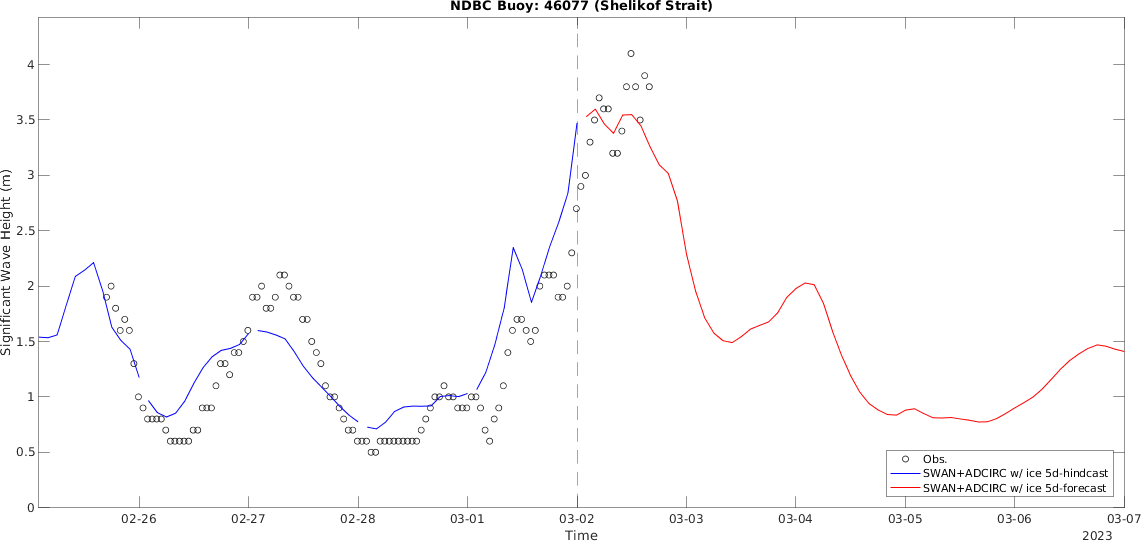 NDBC Buoy: 46077 (Shelikof Strait)
Significant Wave Height (m)
4
3.5
3
2.5
2
1.5
1
0.5
0
Obs.
SWAN+ADCIRC w/ ice 5d-hindcast
SWAN+ADCIRC w/ ice 5d-forecast
02-26 02-27 02-28 03-01 03-02 03-03 03-04 03-05 03-06 03-07
Time
2023